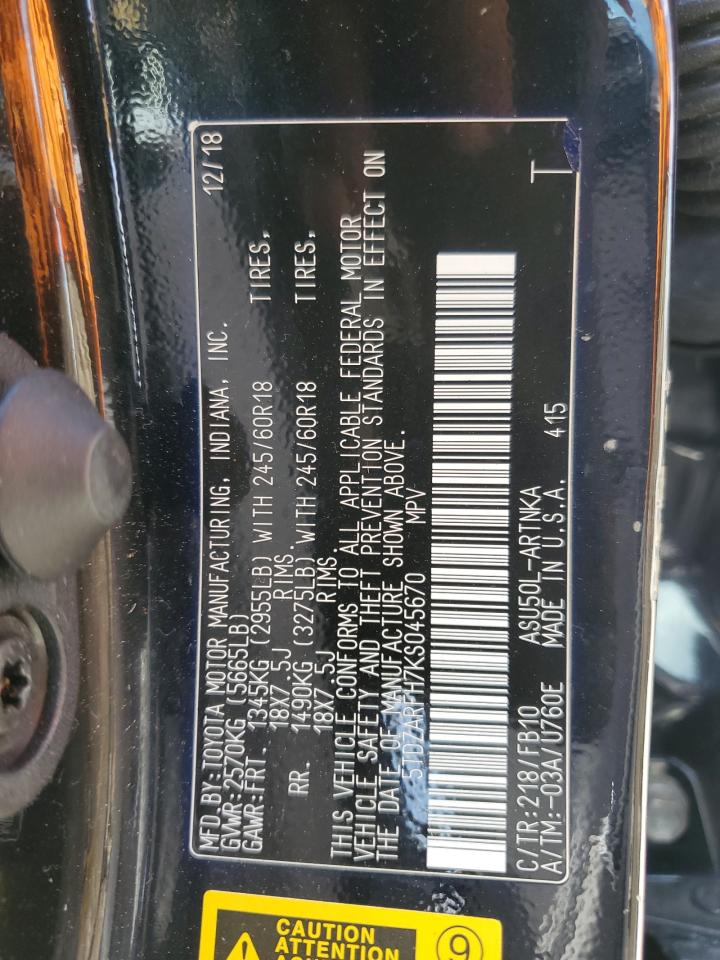 12/18
MFD.BY:TOYOTA MOTOR MANUFACTURING, INDIANA, INC.
GVWR:2570KG (5665LB)
GAWR:FRT. 1345KG (2955LB) WITH 245/60R18 TIRES,
18X7.5J RIMS.
RR. 1490KG (3275LB) WITH 245/60R18 TIRES,
18X7.5J RIMS.
THIS VEHICLE CONFORMS TO ALL APPLICABLE FEDERAL MOTOR
VEHICLE SAFETY AND THEFT PREVENTION STANDARDS IN EFFECT ON
THE DATE OF MANUFACTURE SHOWN ABOVE.
MPV
C/TR:218/FB10 ASU50L-ARTNKA T
A/TM:-03A/U760E MADE IN U.S.A. 415
CAUTION
ATTENTION